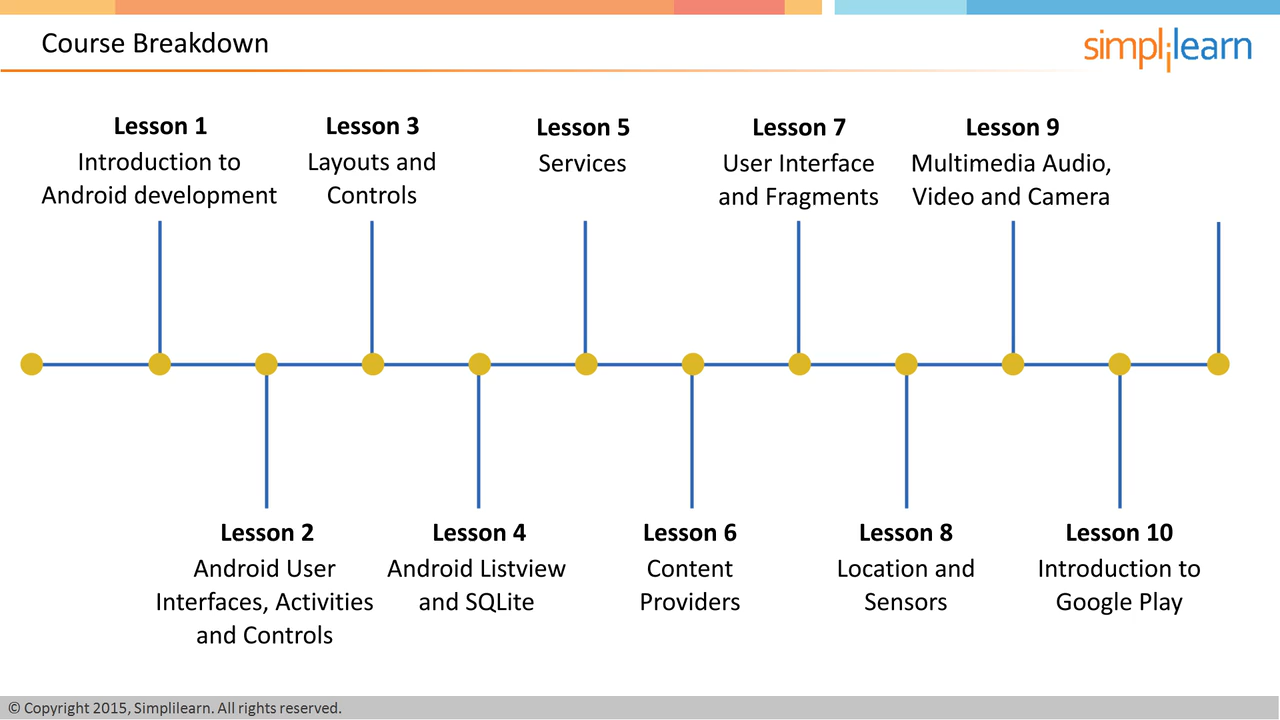 Course Breakdown
simplilearn
Lesson 1
Introduction to
Android development
Lesson 3
Layouts and
Controls
Lesson 5
Services
Lesson 7
User Interface
and Fragments
Lesson 9
Multimedia Audio,
Video and Camera
Lesson 2
Android User
Interfaces, Activities
and Controls
Lesson 4
Android Listview
and SQLite
Lesson 6
Content
Providers
Lesson 8
Location and
Sensors
Lesson 10
Introduction to
Google Play
© Copyright 2015, Simplilearn. All rights reserved.